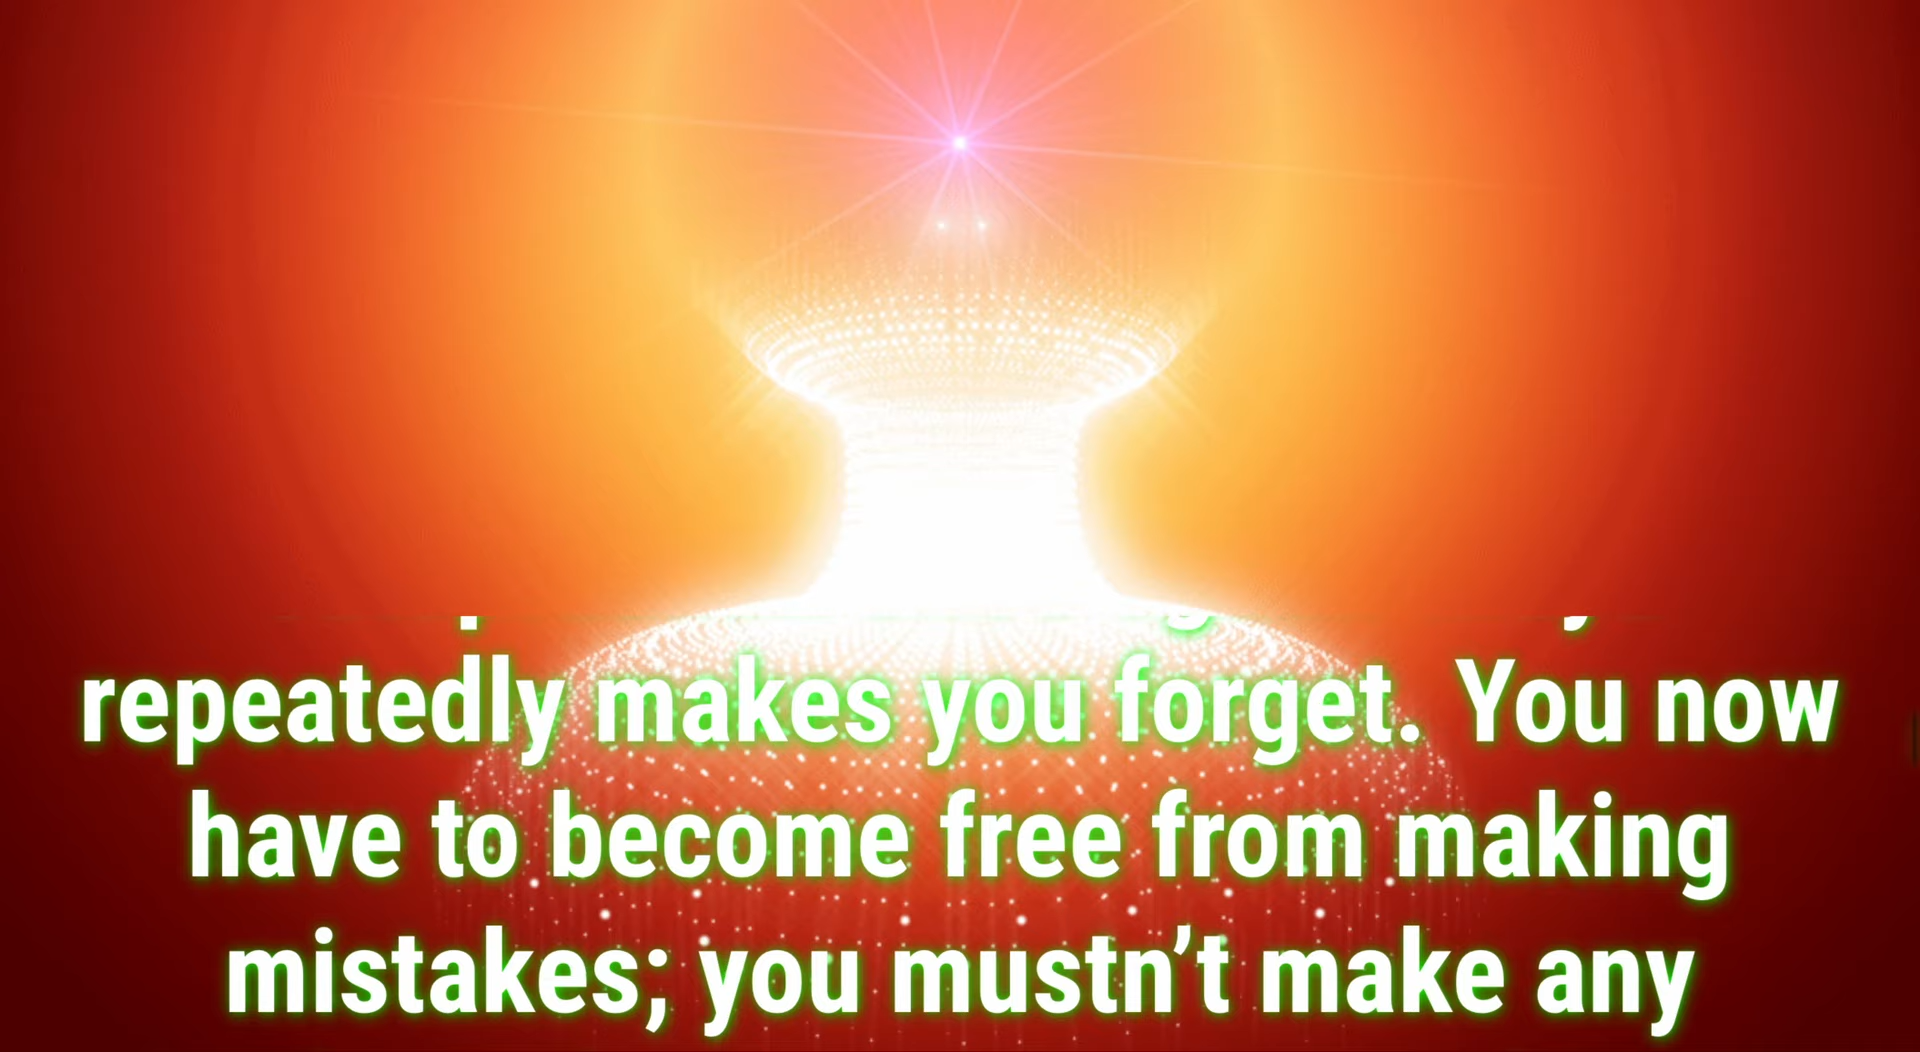 repeatedly makes you forget. You now
have to become free from making
mistakes; you mustn’t make any